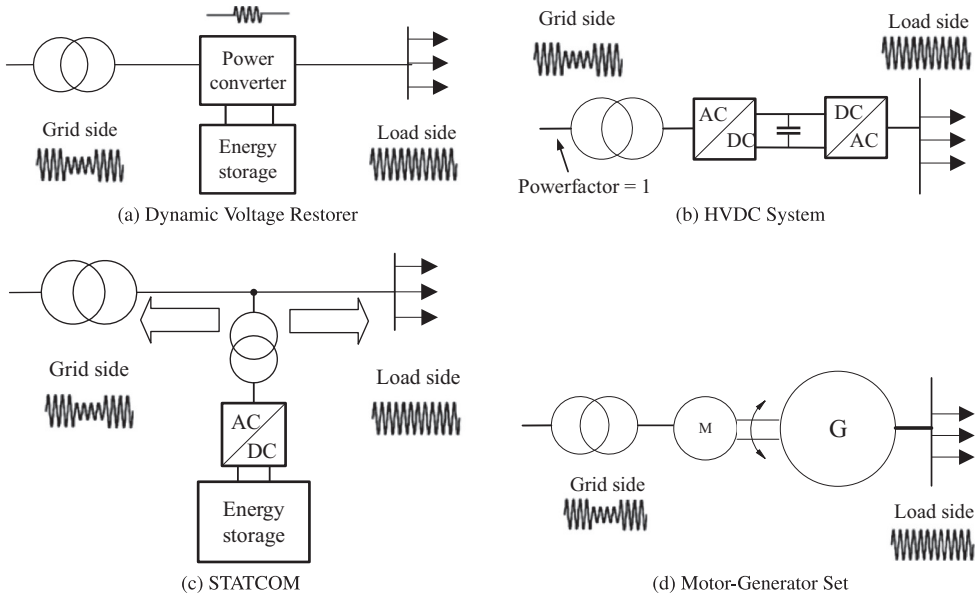 Power
converter
Grid side
Energy
storage
Load side
(a) Dynamic Voltage Restorer
Load side
Grid side
AC
DC
DC
AC
Powerfactor = 1
(b) HVDC System
Grid side
Load side
AC
DC
Energy
storage
(c) STATCOM
M
G
Grid side
Load side
(d) Motor-Generator Set